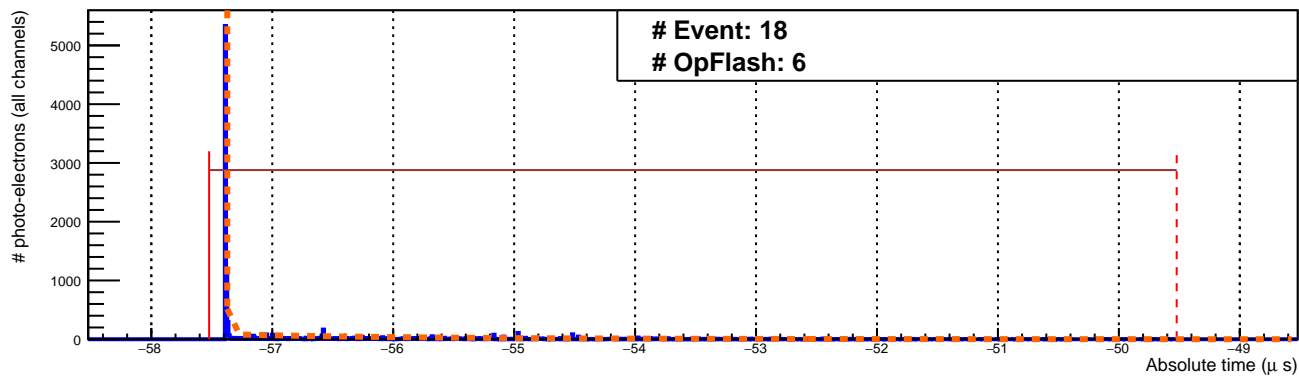 # Event: 18
# OpFlash: 6
# photo-electrons (all channels)
5000
4000
3000
2000
1000
0
−58 −57 −56 −55 −54 −53 −52 −51 −50 −49
Absolute time (μ s)